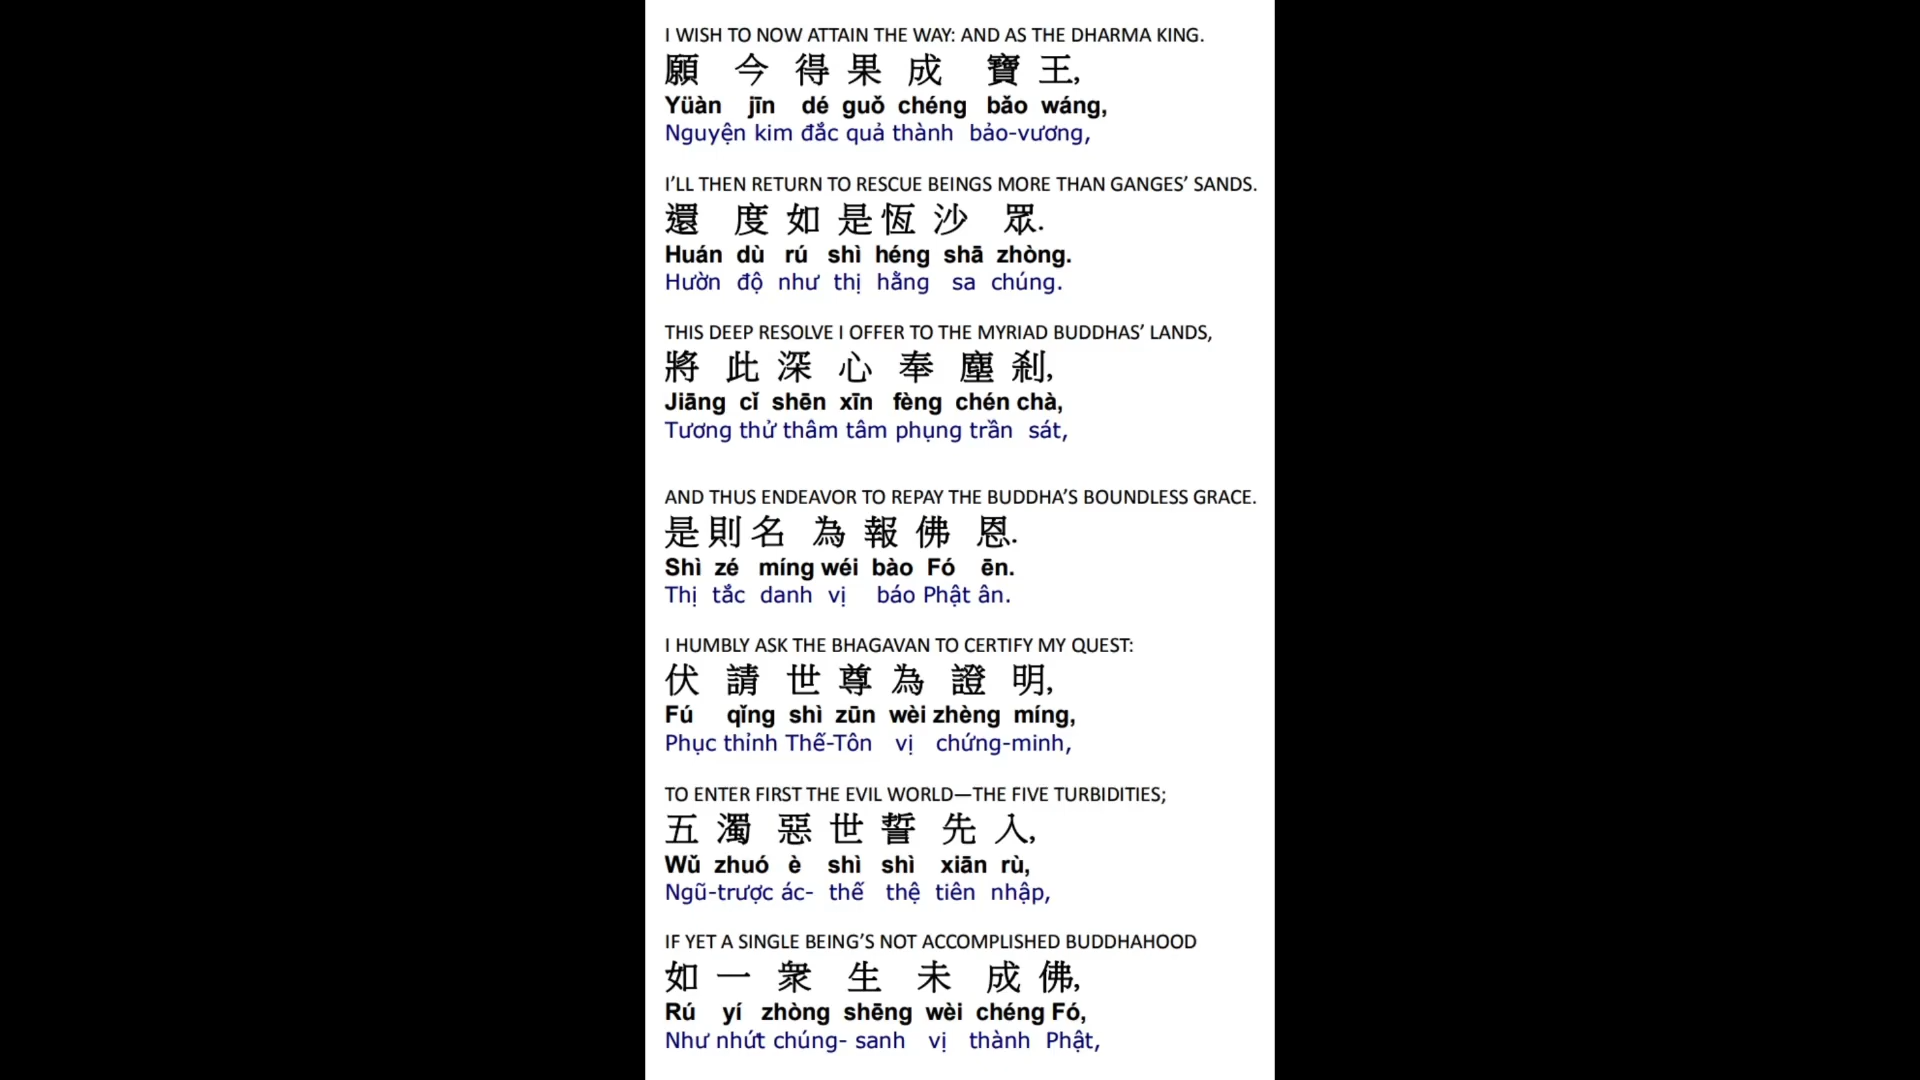 I WISH TO NOW ATTAIN THE WAY: AND AS THE DHARMA KING.
願 今 得 果 成 寶 王,
Yüàn jīn dé guǒ chéng bǎo wáng,
Nguyện kim đắc quả thành bảo-vương,
I’LL THEN RETURN TO RESCUE BEINGS MORE THAN GANGES’ SANDS.
還 度 如 是 恆 沙 眾.
Huán dù rú shì héng shā zhòng.
Hườn độ như thị hằng sa chúng.
THIS DEEP RESOLVE I OFFER TO THE MYRIAD BUDDHAS’ LANDS,
將 此 深 心 奉 塵 剎,
Jiāng cǐ shēn xīn fèng chén chà,
Tương thử thâm tâm phụng trần sát,
AND THUS ENDEAVOR TO REPAY THE BUDDHA’S BOUNDLESS GRACE.
是 則 名 為 報 佛 恩.
Shì zé míng wéi bào Fó ēn.
Thị tắc danh vị báo Phật ân.
I HUMBLY ASK THE BHAGAVAN TO CERTIFY MY QUEST:
伏 請 世 尊 為 證 明,
Fú qǐng shì zūn wèi zhèng míng,
Phục thỉnh Thế-Tôn vị chứng-minh,
TO ENTER FIRST THE EVIL WORLD—THE FIVE TURBIDITIES;
五 濁 惡 世 誓 先 入,
Wǔ zhuó è shì shì xiān rù,
Ngũ-trược ác- thế thệ tiên nhập,
IF YET A SINGLE BEING’S NOT ACCOMPLISHED BUDDHAHOOD
如 一 衆 生 未 成 佛,
Rú yí zhòng shēng wèi chéng Fó,
Như nhứt chúng- sanh vị thành Phật,